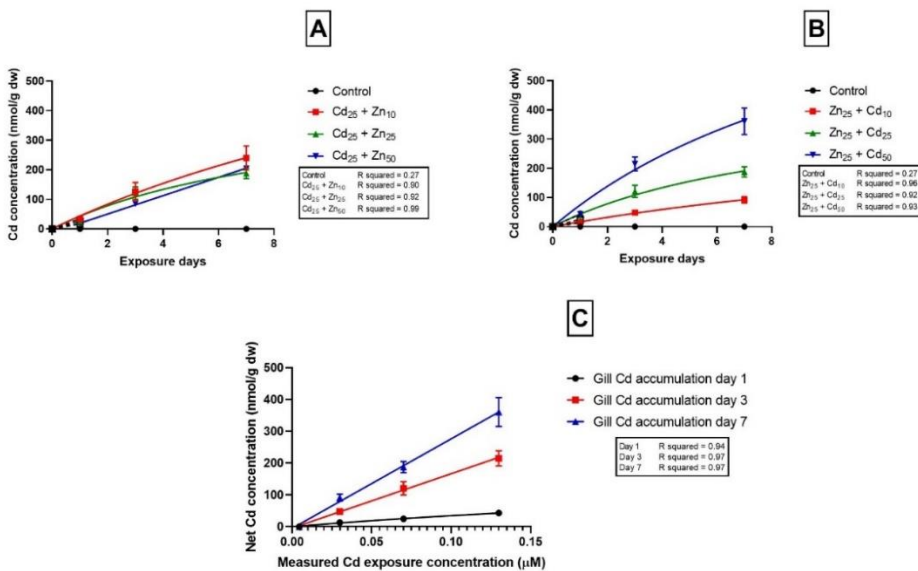 A
500
400
300
200
100
0
0 2 4 6 8
Cd concentration (nmol/g dw)
Exposure days
Control
Cd25 + Zn10
Cd25 + Zn25
Cd25 + Zn50
Control R squared = 0.27
Cd25 + Zn10 R squared = 0.90
Cd25 + Zn25 R squared = 0.92
Cd25 + Zn50 R squared = 0.99
B
500
400
300
200
100
0
0 2 4 6 8
Cd concentration (nmol/g dw)
Exposure days
Control
Zn25 + Cd10
Zn25 + Cd25
Zn25 + Cd50
Control R squared = 0.27
Zn25 + Cd10 R squared = 0.96
Zn25 + Cd25 R squared = 0.92
Zn25 + Cd50 R squared = 0.93
C
500
400
300
200
100
0
0.00 0.05 0.10 0.15
Net Cd concentration (nmol/g dw)
Measured Cd exposure concentration (μM)
Gill Cd accumulation day 1
Gill Cd accumulation day 3
Gill Cd accumulation day 7
Day 1 R squared = 0.94
Day 3 R squared = 0.97
Day 7 R squared = 0.97